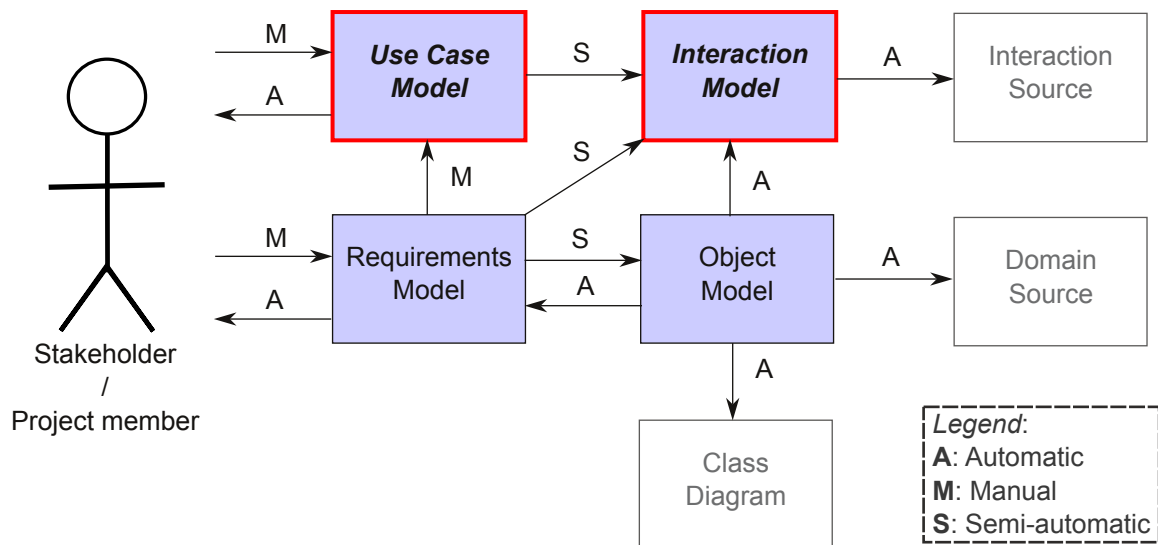 M
Use Case
Model
S
Interaction
Model
A
Interaction
Source
A
M
S
A
M
Requirements
Model
S
A
Object
Model
A
Domain
Source
A
Stakeholder
/
Project member
A
Class
Diagram
Legend:
A: Automatic
M: Manual
S: Semi-automatic